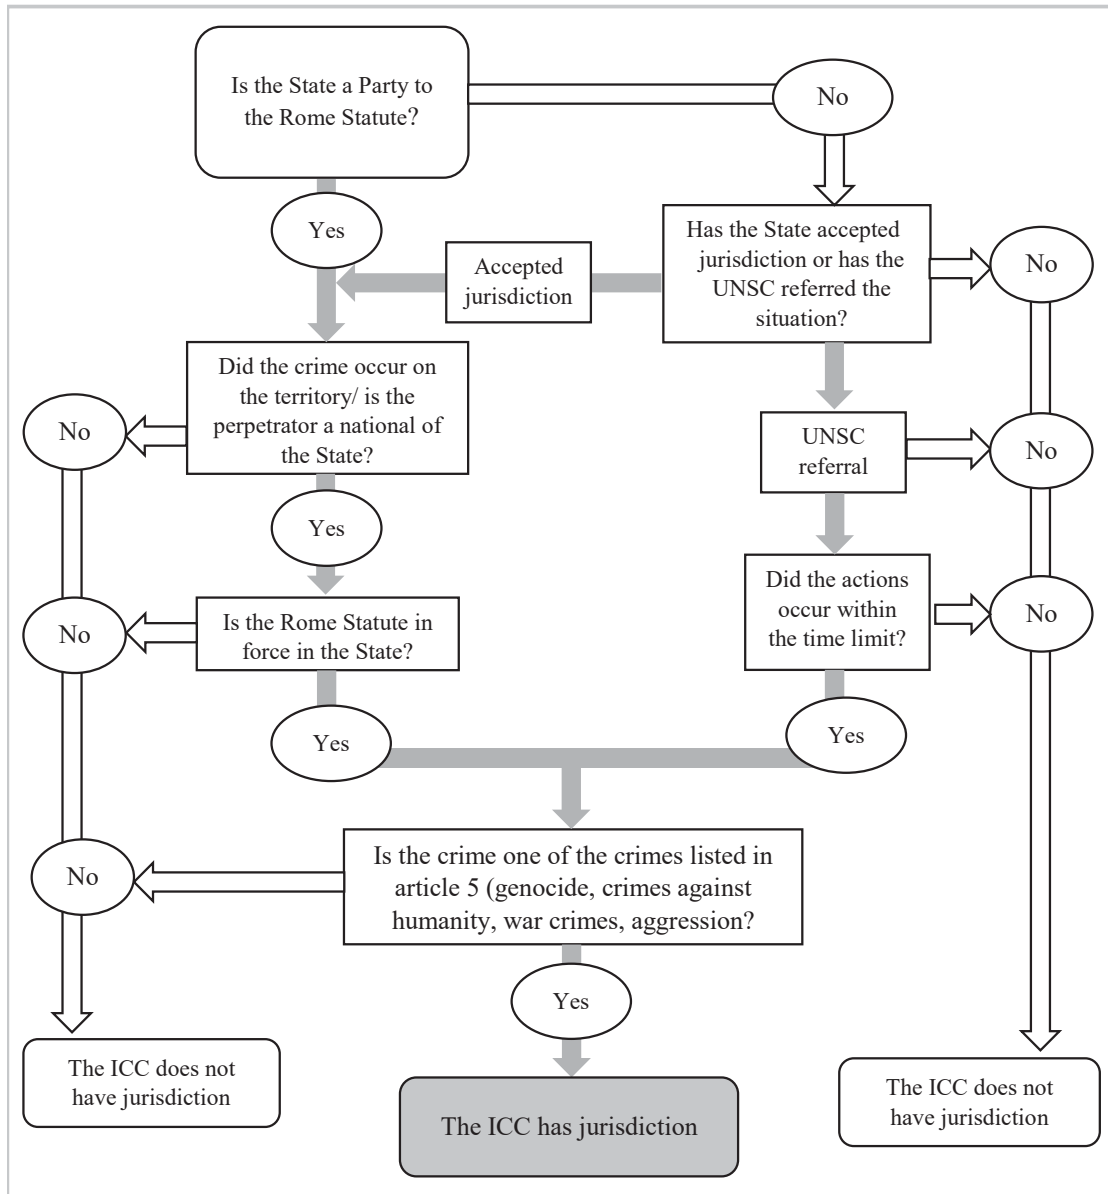 Is the State a Party to
the Rome Statute?
No
Yes
Has the State accepted
jurisdiction or has the
UNSC referred the
situation?
No
Accepted
jurisdiction
Did the crime occur on
the territory/ is the
perpetrator a national of
the State?
No
UNSC
referral
No
Yes
Did the actions
occur within
the time limit?
No
Is the Rome Statute in
force in the State?
No
Yes
Yes
Is the crime one of the crimes listed in
article 5 (genocide, crimes against
humanity, war crimes, aggression?
No
Yes
The ICC does not
have jurisdiction
The ICC has jurisdiction
The ICC does not
have jurisdiction